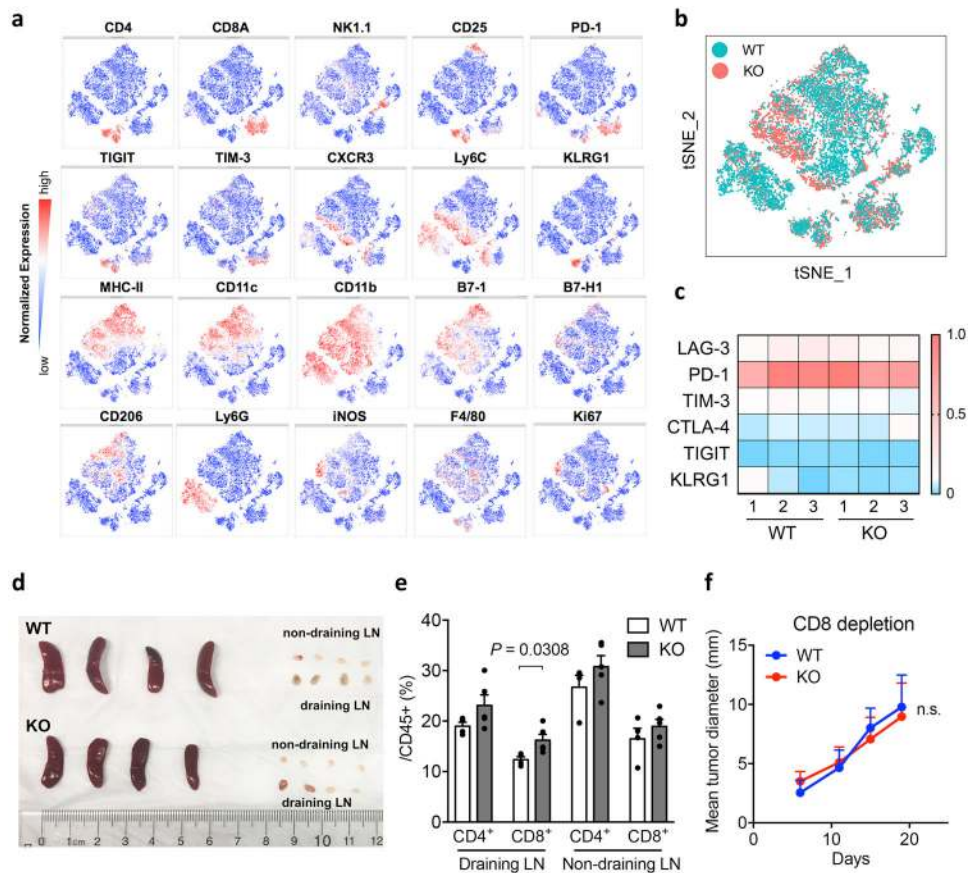 a
CD4 CD8A NK1.1 CD25 PD-1
TIGIT TIM-3 CXCR3 Ly6C KLRG1
MHC-II CD11c CD11b B7-1 B7-H1
CD206 Ly6G iNOS F4/80 Ki67
Normalized Expression
high
low
b
WT
KO
tSNE_2
tSNE_1
c
LAG-3
PD-1
TIM-3
CTLA-4
TIGIT
KLRG1
1 2 3 1 2 3
WT KO
1.0
0.5
0
d
WT
non-draining LN
draining LN
KO
non-draining LN
draining LN
0 1cm 2 3 4 5 6 7 8 9 10 11 12
e
WT
KO
P = 0.0308
/CD45+ (%)
40
30
20
10
0
CD4+ CD8+ CD4+ CD8+
Draining LN Non-draining LN
f
CD8 depletion
WT
KO
n.s.
Mean tumor diameter (mm)
15
10
5
0
0 5 10 15 20
Days